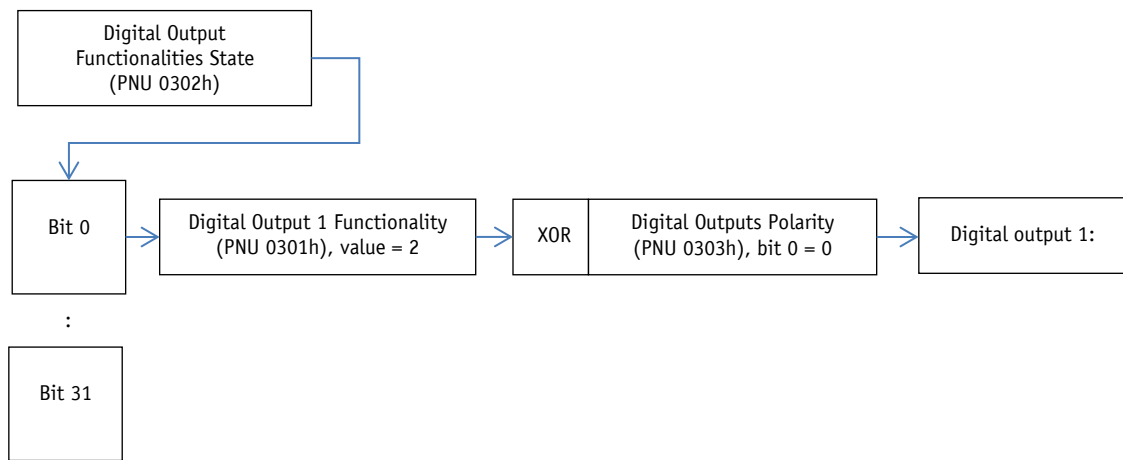 Digital Output
Functionalities State
(PNU 0302h)
Bit 0
Digital Output 1 Functionality
(PNU 0301h), value = 2
XOR
Digital Outputs Polarity
(PNU 0303h), bit 0 = 0
Digital output 1:
:
Bit 31